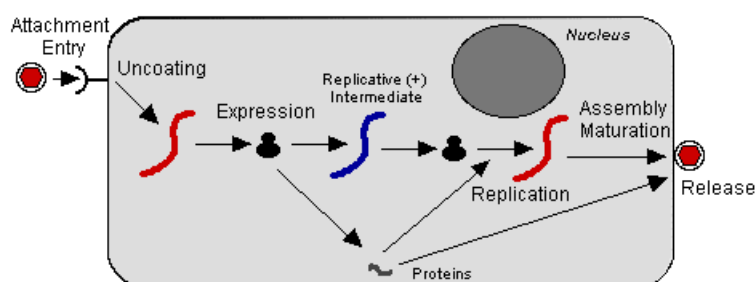 Attachment
Entry
Nucleus
Uncoating
Replicative (+)
Intermediate
Expression
Assembly
Maturation
Replication
Release
Proteins